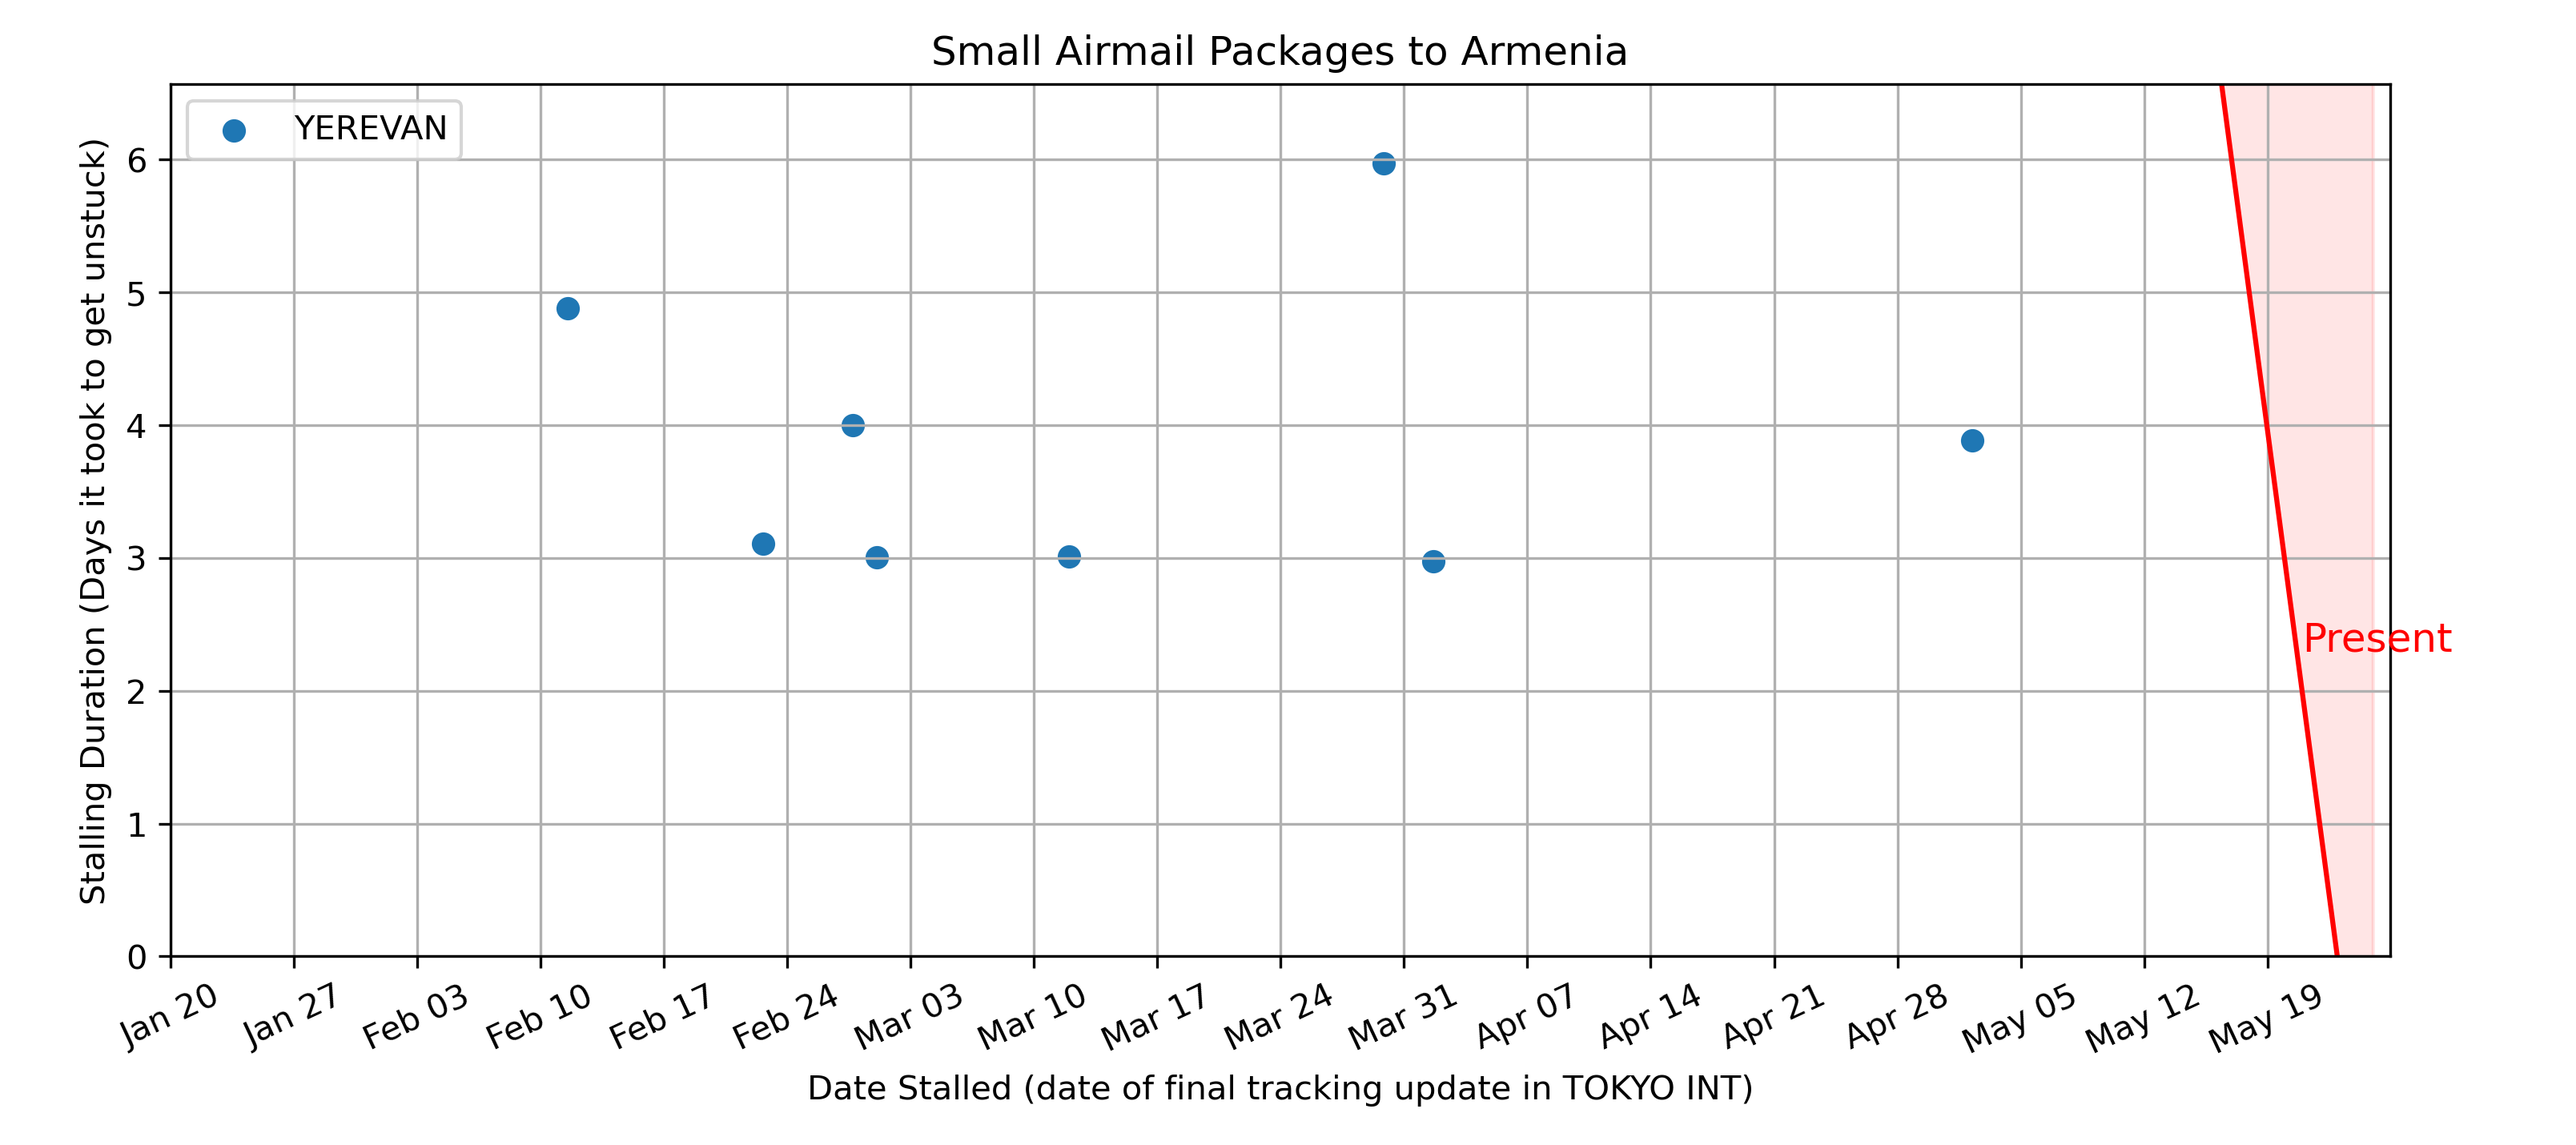 Small Airmail Packages to Armenia
YEREVAN
Stalling Duration (Days it took to get unstuck)
6
5
4
3
2
1
0
Present
Jan 20
Jan 27
Feb 03
Feb 10
Feb 17
Feb 24
Mar 03
Mar 10
Mar 17
Mar 24
Mar 31
Apr 07
Apr 14
Apr 21
Apr 28
May 05
May 12
May 19
Date Stalled (date of final tracking update in TOKYO INT)